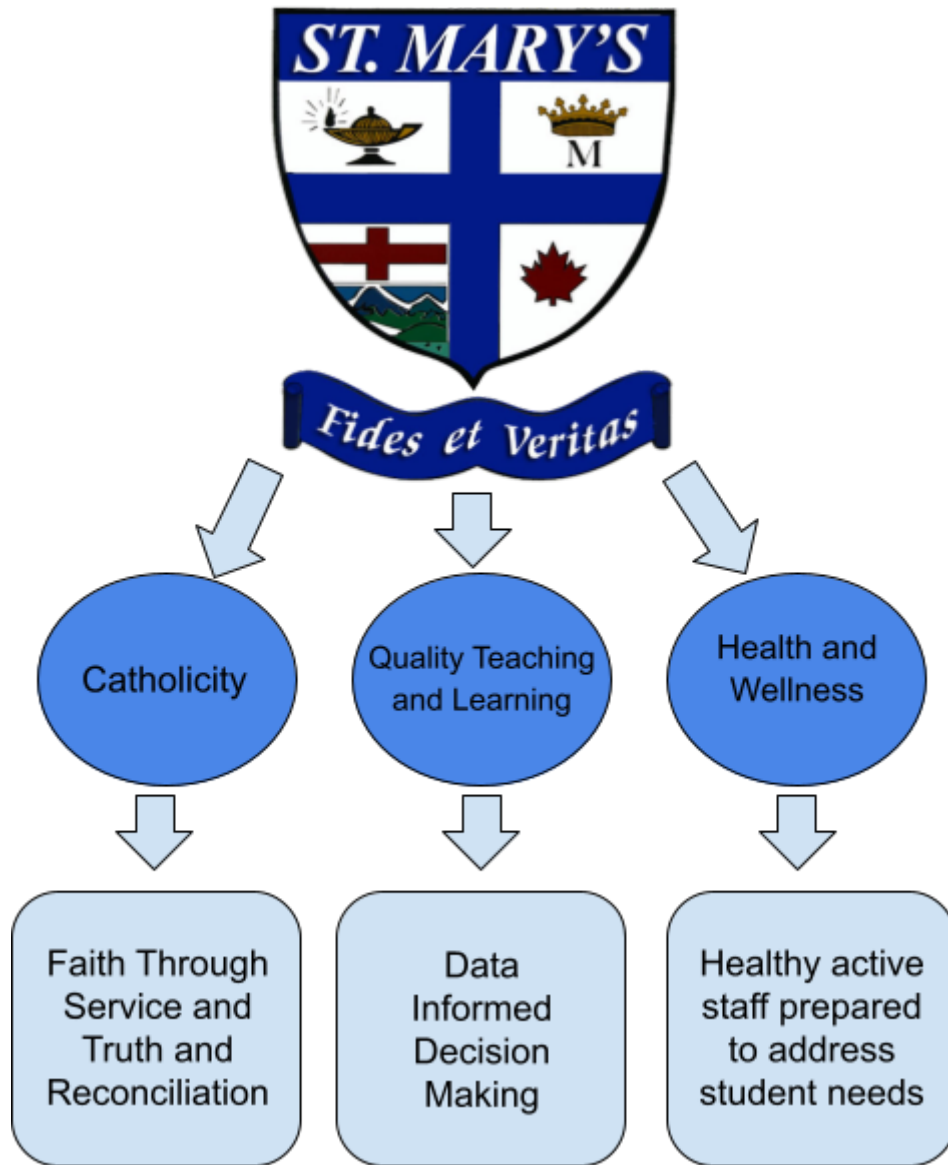 ST. MARY'S
M
Fides et Veritas
Catholicity
Quality Teaching
and Learning
Health and
Wellness
Faith Through
Service and
Truth and
Reconciliation
Data
Informed
Decision
Making
Healthy active
staff prepared
to address
student needs